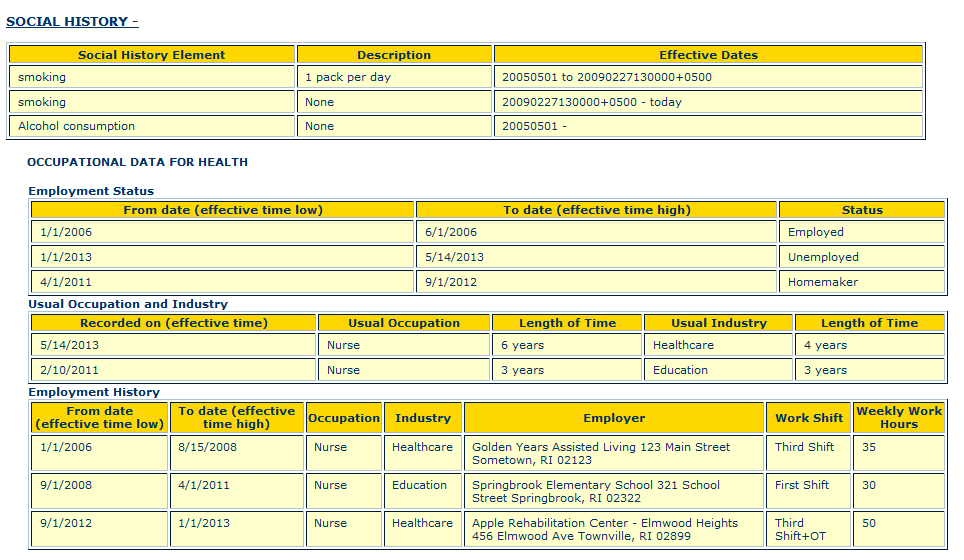 SOCIAL HISTORY -
Social History Element Description Effective Dates
smoking 1 pack per day 20050501 to 20090227130000+0500
smoking None 20090227130000+0500 - today
Alcohol consumption None 20050501 -
OCCUPATIONAL DATA FOR HEALTH
Employment Status
From date (effective time low) To date (effective time high) Status
1/1/2006 6/1/2006 Employed
1/1/2013 5/14/2013 Unemployed
4/1/2011 9/1/2012 Homemaker
Usual Occupation and Industry
Recorded on (effective time) Usual Occupation Length of Time Usual Industry Length of Time
5/14/2013 Nurse 6 years Healthcare 4 years
2/10/2011 Nurse 3 years Education 3 years
Employment History
From date To date (effective Occupation Industry Employer Work Shift Weekly Work
(effective time low) time high) Hours
1/1/2006 8/15/2008 Nurse Healthcare Golden Years Assisted Living 123 Main Street Third Shift 35
Sometown, RI 02123
9/1/2008 4/1/2011 Nurse Education Springbrook Elementary School 321 School First Shift 30
Street Springbrook, RI 02322
9/1/2012 1/1/2013 Nurse Healthcare Apple Rehabilitation Center - Elmwood Heights Third 50
456 Elmwood Ave Townville, RI 02899 Shift+OT